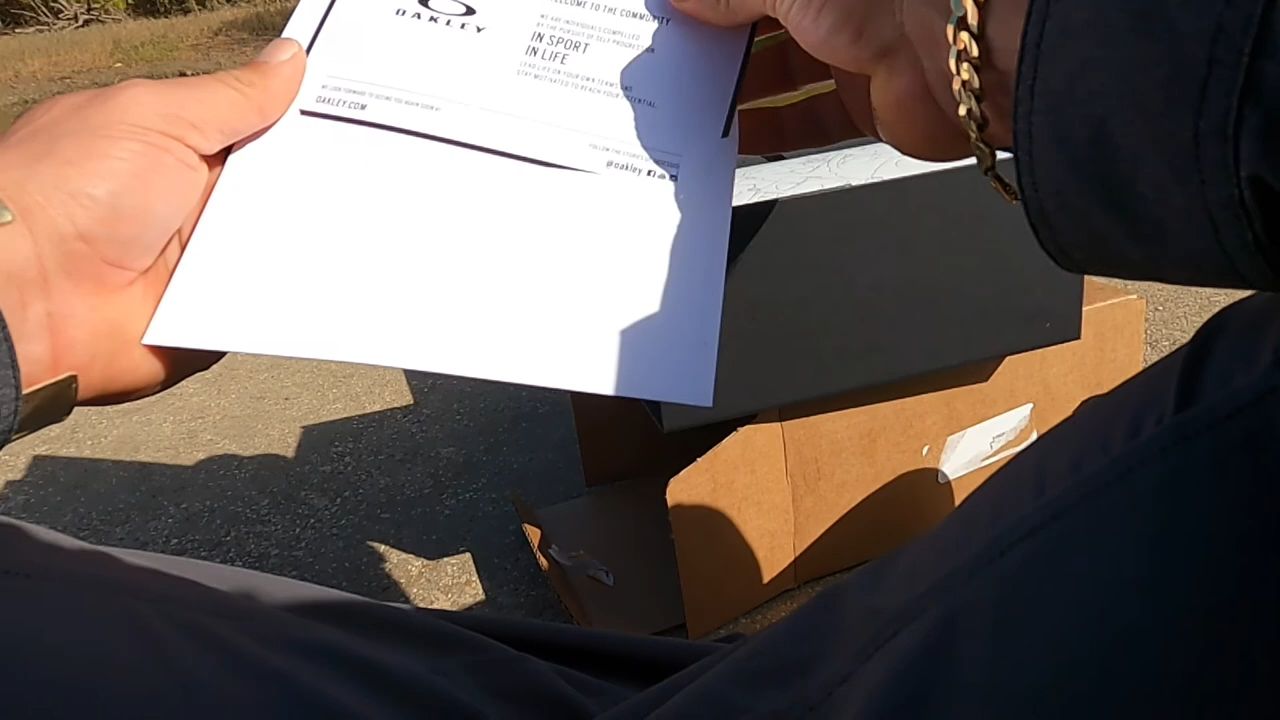 WELCOME TO THE COMMUNITY
OAKLEY
WE ARE INDIVIDUALS COMPELLED
BY THE PURSUITS OF SELF PROGRESSION
IN SPORT
IN LIFE
LEAD LIFE ON YOUR OWN TERMS AND
STAY MOTIVATED TO REACH YOUR POTENTIAL.
WE LOOK FORWARD TO SEEING YOU AGAIN SOON AT
OAKLEY.COM
FOLLOW THE STORIES OF
@oakley